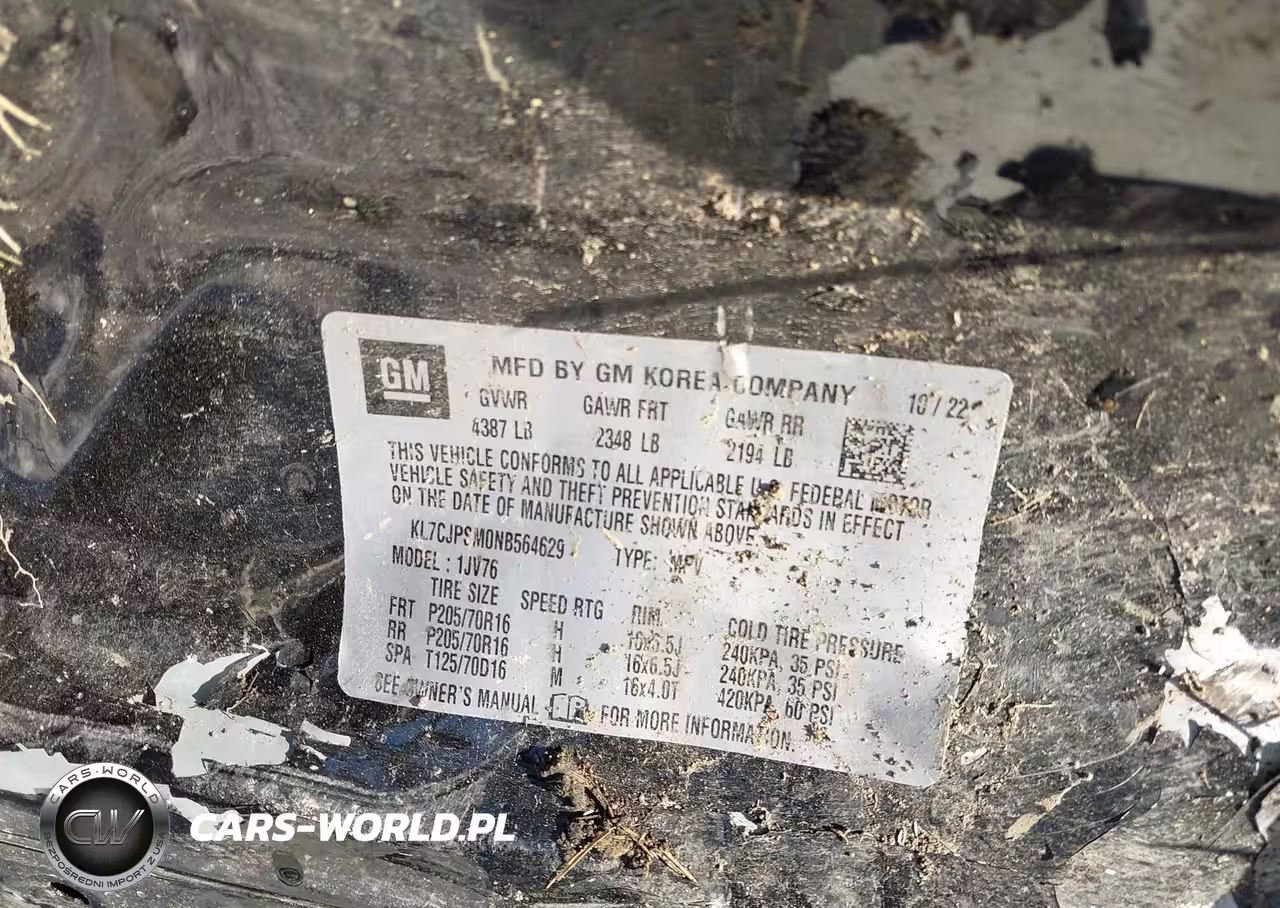 GM
MFD BY GM KOREA COMPANY
10 / 22
GVWR GAWR FRT GAWR RR
4387 LB 2348 LB 2194 LB
THIS VEHICLE CONFORMS TO ALL APPLICABLE U.S. FEDERAL MOTOR
VEHICLE SAFETY AND THEFT PREVENTION STANDARDS IN EFFECT
ON THE DATE OF MANUFACTURE SHOWN ABOVE.
KL7CJPSM0NB564629 TYPE: MPV
MODEL : 1JV76
TIRE SIZE SPEED RTG RIM COLD TIRE PRESSURE
FRT P205/70R16 H 16x6.5J 240KPA, 35 PSI
RR P205/70R16 H 16x6.5J 240KPA, 35 PSI
SPA T125/70D16 M 16x4.0T 420KPA, 60 PSI
SEE OWNER'S MANUAL FOR MORE INFORMATION.
CARS-WORLD
CW
BEZPOŚREDNI IMPORT Z USA
CARS-WORLD.PL